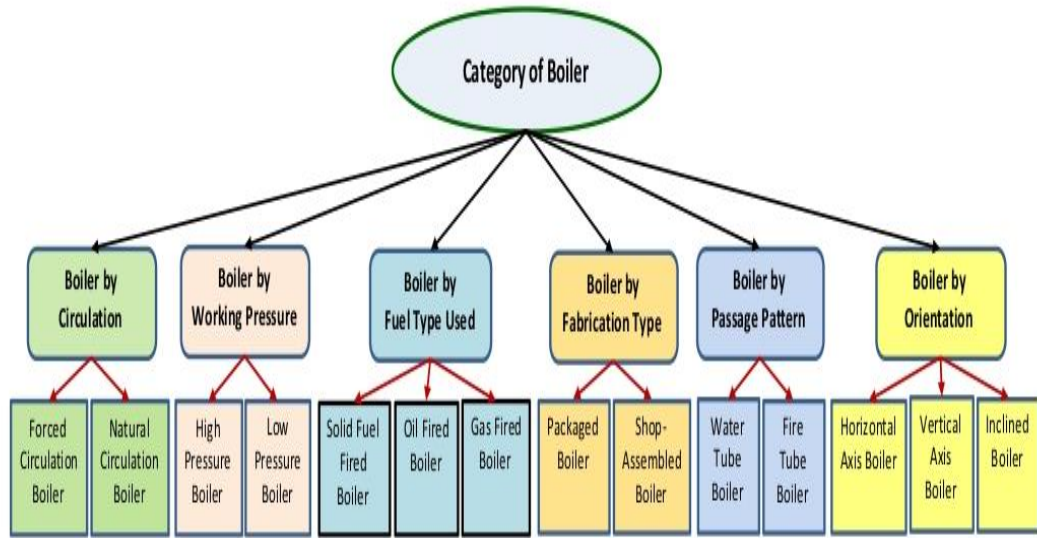 Category of Boiler
Boiler by
Circulation
Boiler by
Working Pressure
Boiler by
Fuel Type Used
Boiler by
Fabrication Type
Boiler by
Passage Pattern
Boiler by
Orientation
Forced
Circulation
Boiler
Natural
Circulation
Boiler
High
Pressure
Boiler
Low
Pressure
Boiler
Solid Fuel
Fired
Boiler
Oil Fired
Boiler
Gas Fired
Boiler
Packaged
Boiler
Shop-
Assembled
Boiler
Water
Tube
Boiler
Fire
Tube
Boiler
Horizontal
Axis Boiler
Vertical
Axis
Boiler
Inclined
Boiler